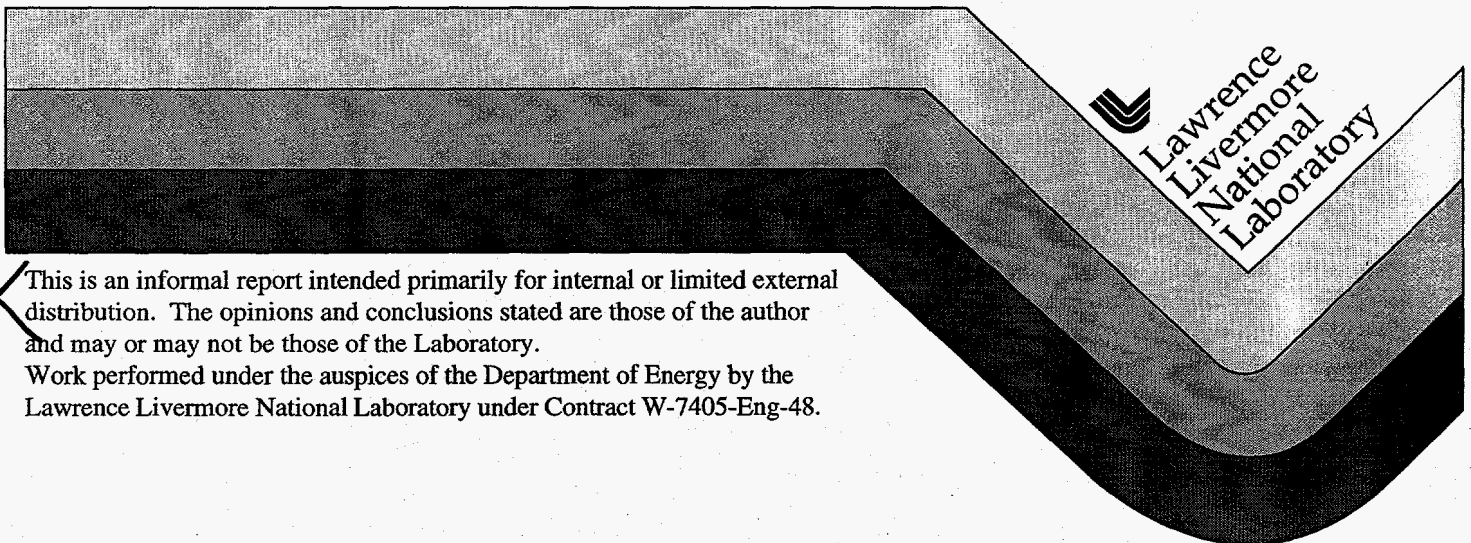 Lawrence
Livermore
National
Laboratory
This is an informal report intended primarily for internal or limited external
distribution. The opinions and conclusions stated are those of the author
and may or may not be those of the Laboratory.
Work performed under the auspices of the Department of Energy by the
Lawrence Livermore National Laboratory under Contract W-7405-Eng-48.